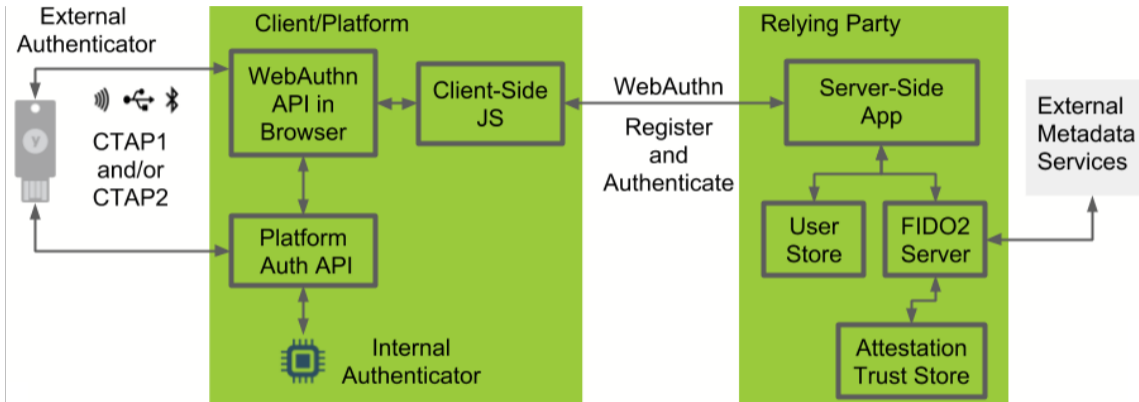 External
Authenticator
CTAP1
and/or
CTAP2
y
Client/Platform
WebAuthn
API in
Browser
Client-Side
JS
Platform
Auth API
Internal
Authenticator
WebAuthn
Register
and
Authenticate
Relying Party
Server-Side
App
User
Store
FIDO2
Server
Attestation
Trust Store
External
Metadata
Services